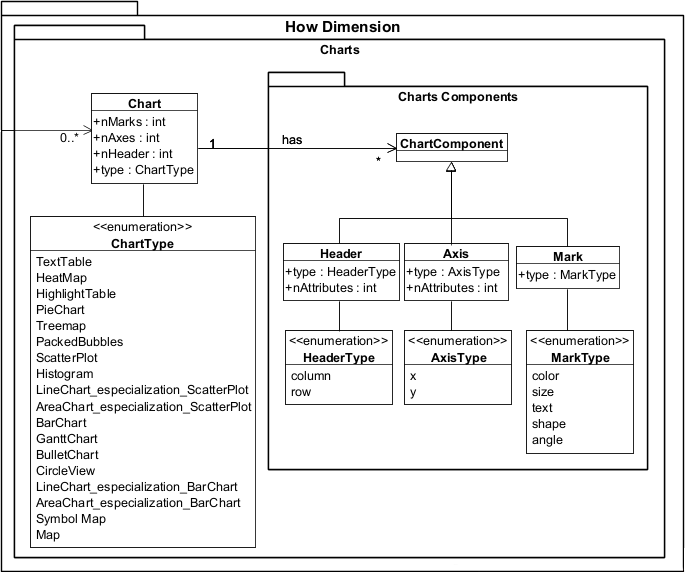 How Dimension
Charts
Chart
+nMarks : int
+nAxes : int
+nHeader : int
+type : ChartType
0..*
1
has
*
Charts Components
ChartComponent
<<enumeration>>
ChartType
TextTable
HeatMap
HighlightTable
PieChart
Treemap
PackedBubbles
ScatterPlot
Histogram
LineChart_especialization_ScatterPlot
AreaChart_especialization_ScatterPlot
BarChart
GanttChart
BulletChart
CircleView
LineChart_especialization_BarChart
AreaChart_especialization_BarChart
Symbol Map
Map
Header
+type : HeaderType
+nAttributes : int
Axis
+type : AxisType
+nAttributes : int
Mark
+type : MarkType
<<enumeration>>
HeaderType
column
row
<<enumeration>>
AxisType
x
y
<<enumeration>>
MarkType
color
size
text
shape
angle